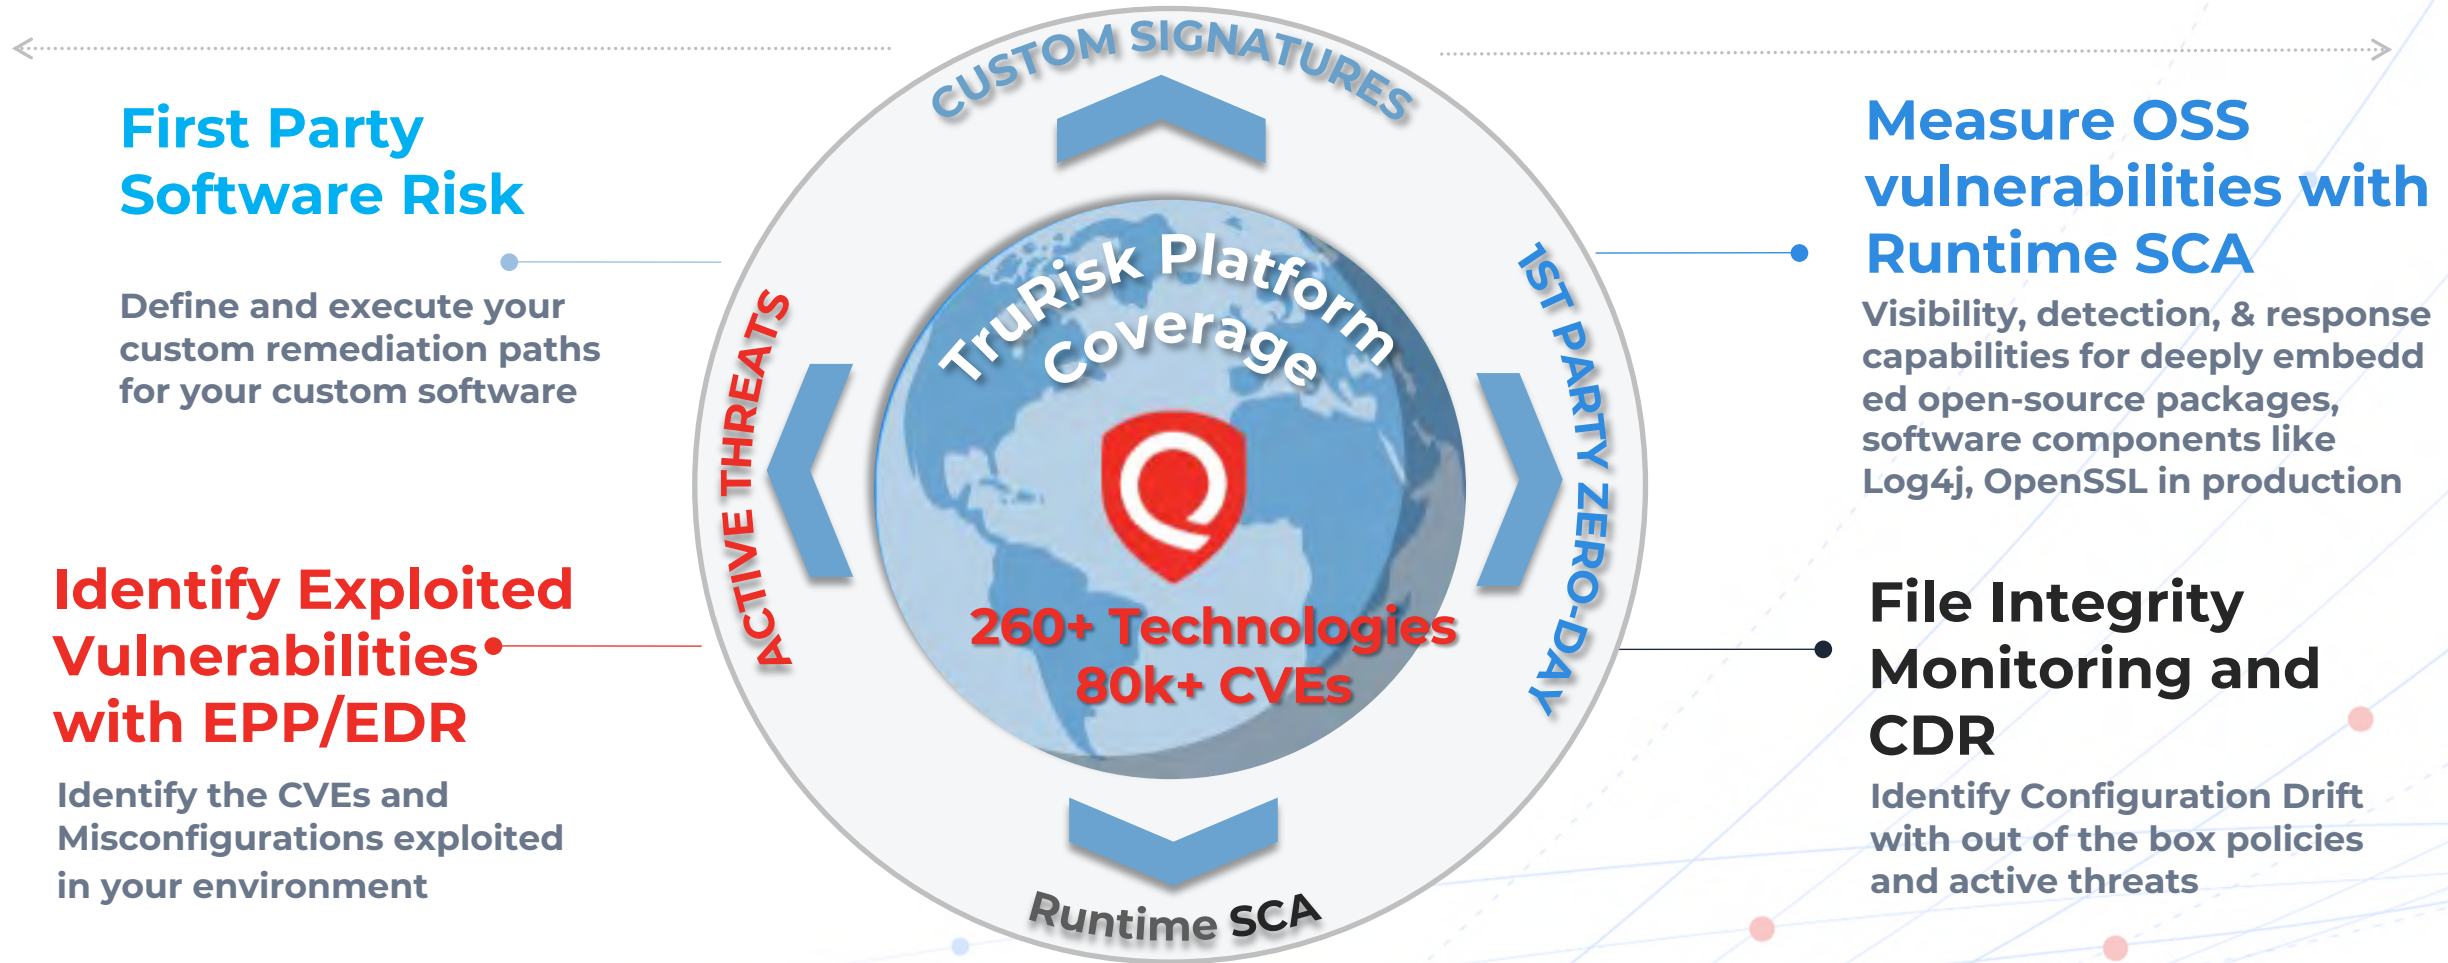 CUSTOM SIGNATURES
First Party
Software Risk
Define and execute your
custom remediation paths
for your custom software
Identify Exploited
Vulnerabilities
with EPP/EDR
Identify the CVEs and
Misconfigurations exploited
in your environment
ACTIVE THREATS
TruRisk Platform
Coverage
260+ Technologies
80k+ CVEs
1ST PARTY ZERO-DAY
Runtime SCA
Measure OSS
vulnerabilities with
Runtime SCA
Visibility, detection, & response
capabilities for deeply embedd
ed open-source packages,
software components like
Log4j, OpenSSL in production
File Integrity
Monitoring and
CDR
Identify Configuration Drift
with out of the box policies
and active threats